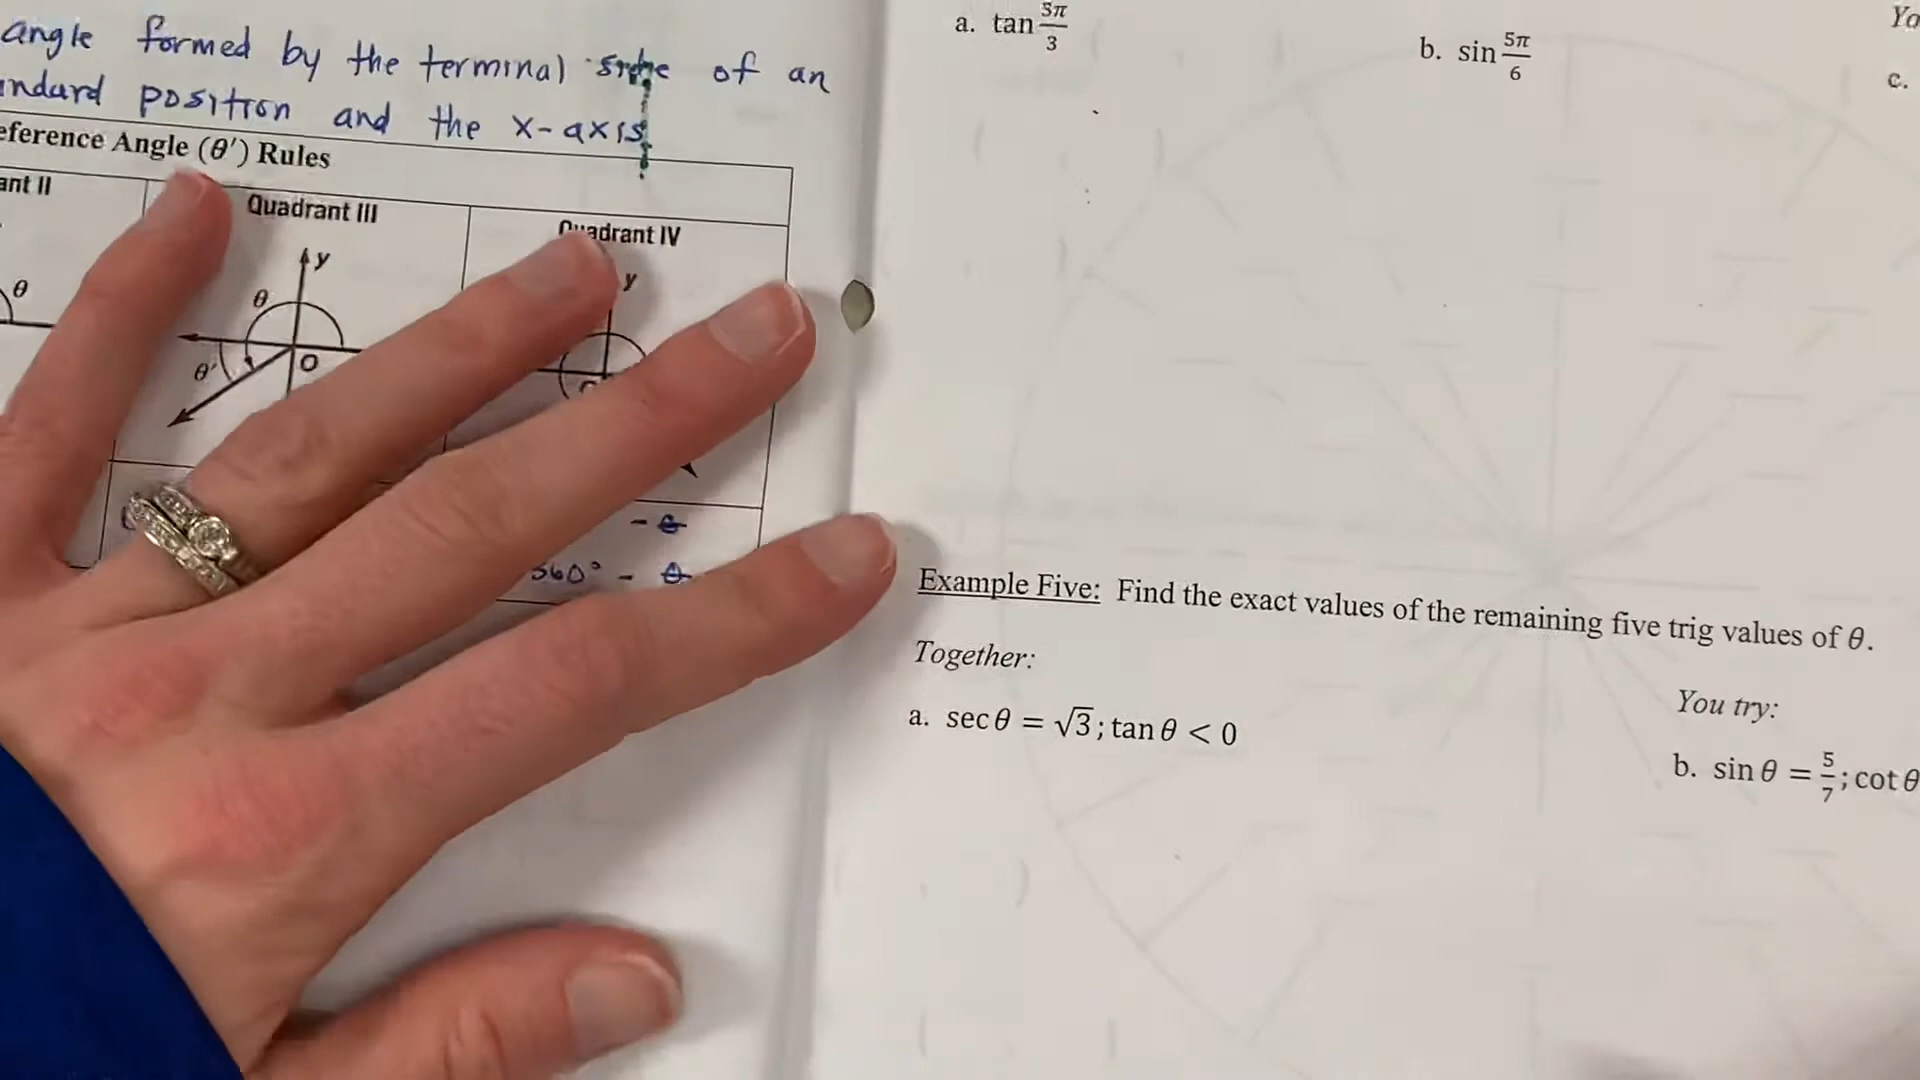 angle formed by the terminal side of an
ndard position and the x-axis
eference Angle (θ′) Rules
ant II
Quadrant III
Quadrant IV
θ
y
θ
θ′
O
y
- θ
360° - θ
a. tan 5π/3
b. sin 5π/6
Yo
c.
Example Five: Find the exact values of the remaining five trig values of θ.
Together:
a. sec θ = √3; tan θ < 0
You try:
b. sin θ = 5/7; cot θ